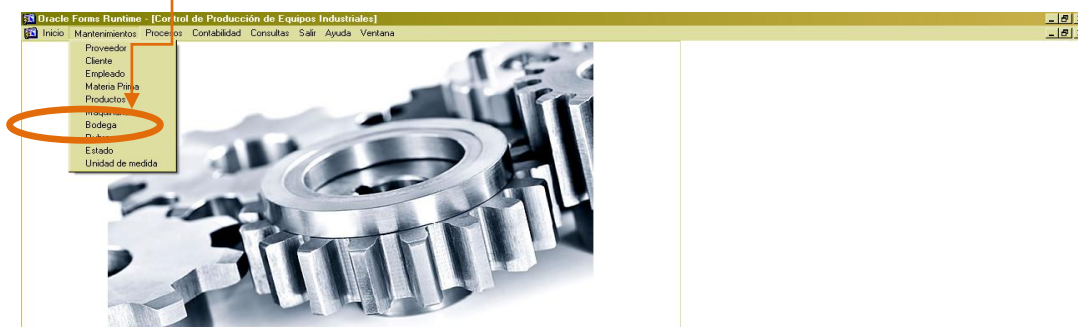 Oracle Forms Runtime - [Control de Producción de Equipos Industriales]
Inicio Mantenimientos Procesos Contabilidad Consultas Salir Ayuda Ventana
Proveedor
Cliente
Empleado
Materia Prima
Productos
Bodega
Estado
Unidad de medida